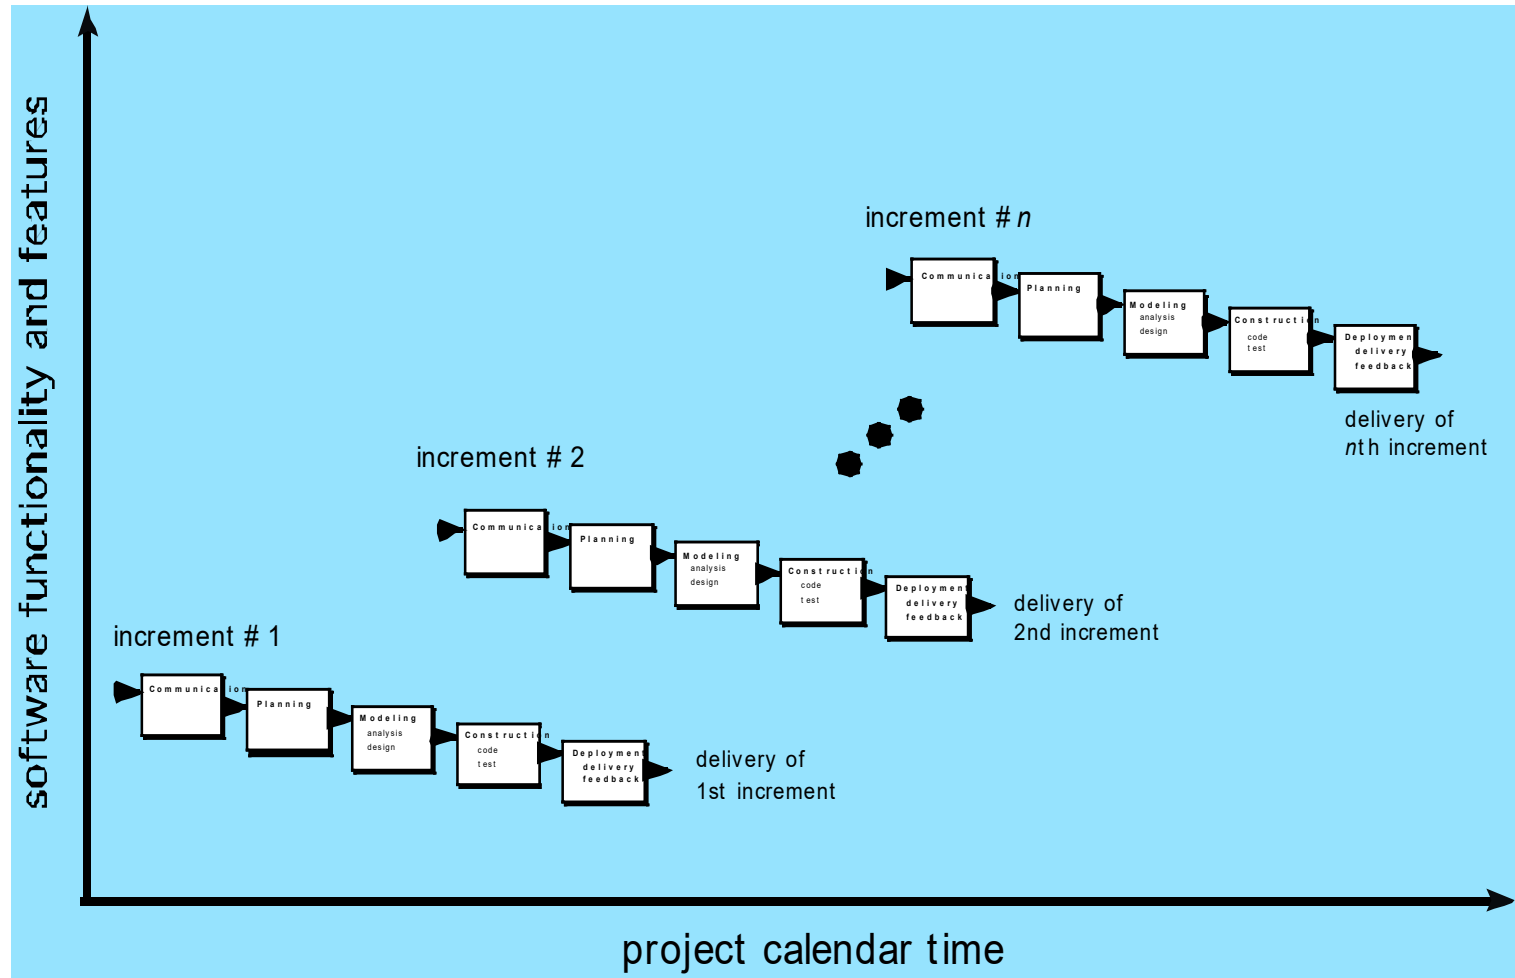 software functionality and features
increment # n
Communication
Planning
Modeling
analysis
design
Construction
code
test
Deployment
delivery
feedback
delivery of
nth increment
increment # 2
Communication
Planning
Modeling
analysis
design
Construction
code
test
Deployment
delivery
feedback
delivery of
2nd increment
increment # 1
Communication
Planning
Modeling
analysis
design
Construction
code
test
Deployment
delivery
feedback
delivery of
1st increment
project calendar time